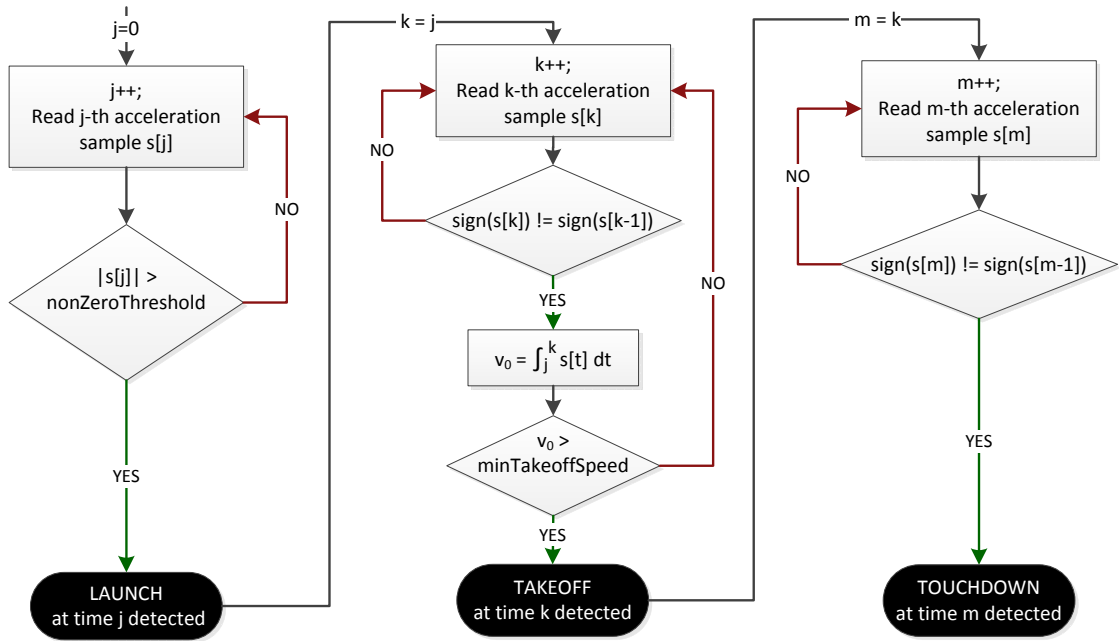 j=0
j++;
Read j-th acceleration
sample s[j]
NO
|s[j]| >
nonZeroThreshold
YES
LAUNCH
at time j detected
k = j
k++;
Read k-th acceleration
sample s[k]
NO
sign(s[k]) != sign(s[k-1])
NO
YES
v₀ = ∫ⱼᵏ s[t] dt
v₀ >
minTakeoffSpeed
YES
TAKEOFF
at time k detected
m = k
m++;
Read m-th acceleration
sample s[m]
NO
sign(s[m]) != sign(s[m-1])
YES
TOUCHDOWN
at time m detected